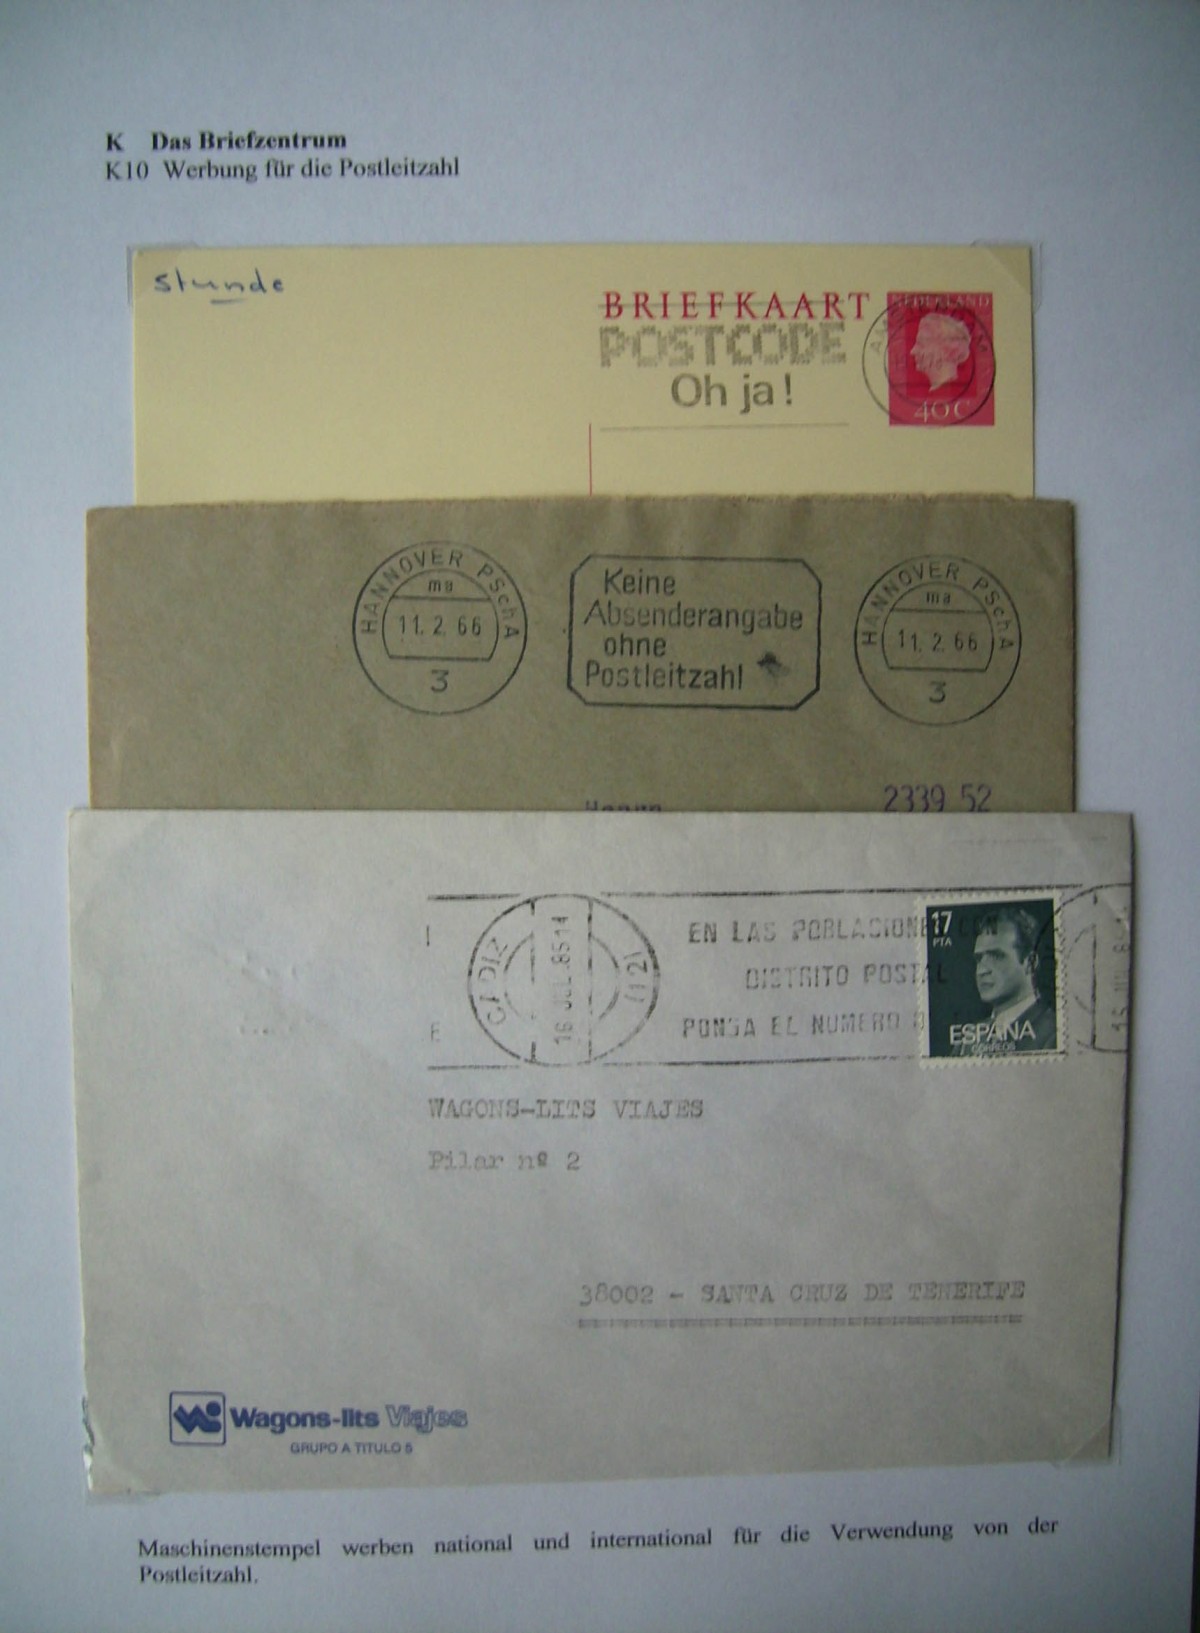 K Das Briefzentrum
K10 Werbung für die Postleitzahl
stunde
BRIEFKAART
NEDERLAND
POSTCODE
Oh ja!
40 C
HANNOVER PSchA
ma
11. 2. 66
3
Keine
Absenderangabe
ohne
Postleitzahl
HANNOVER PSchA
ma
11. 2. 66
3
2339 52
CADIZ
16 JUL.85 14
(12)
EN LAS POBLACIONES CON
DISTRITO POSTAL
PONGA EL NUMERO
E
17
PTA
ESPAÑA
CORREOS
WAGONS-LITS VIAJES
Pilar nº 2
38002 - SANTA CRUZ DE TENERIFE
Wagons-lits Viajes
GRUPO A TITULO 5
Maschinenstempel werben national und international für die Verwendung von der
Postleitzahl.